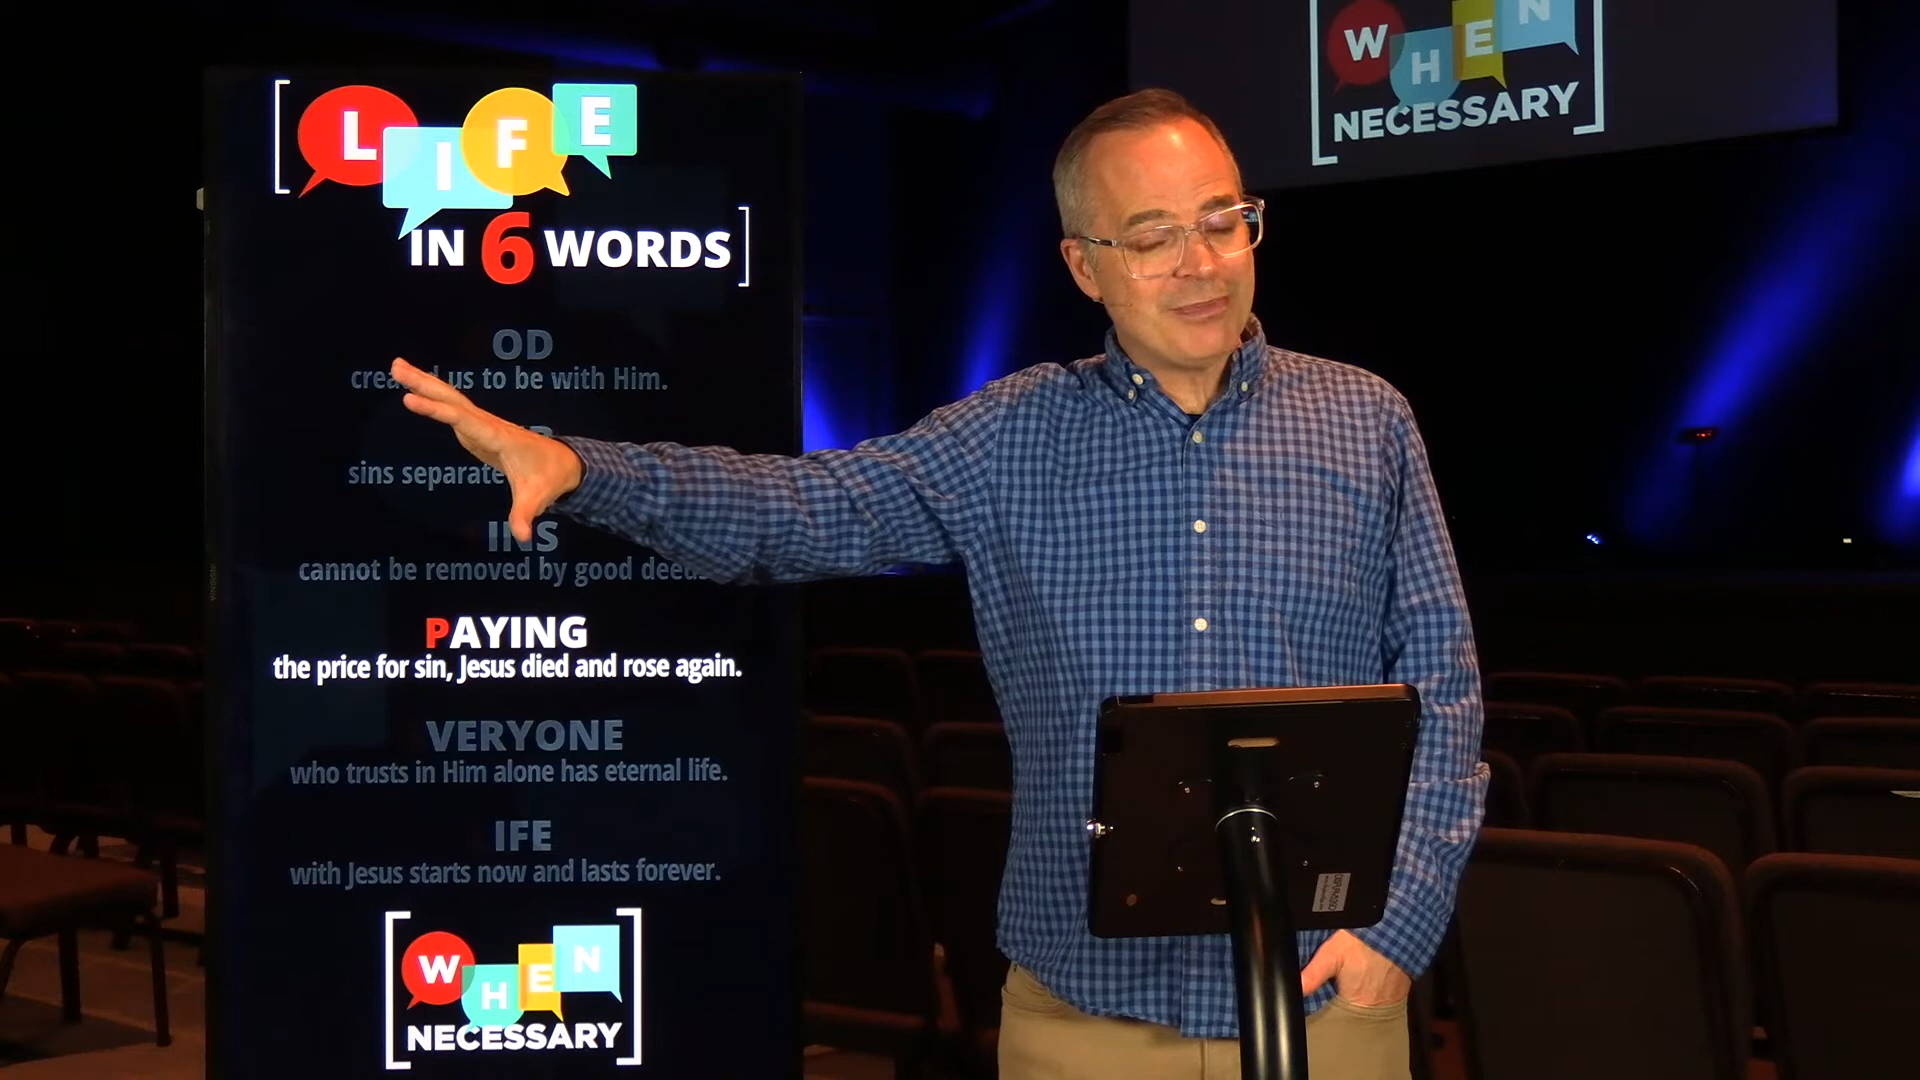 LIFE
IN 6 WORDS
OD
us to be with Him.
sins separate
INS
cannot be removed by good deeds
PAYING
the price for sin, Jesus died and rose again.
VERYONE
who trusts in Him alone has eternal life.
IFE
with Jesus starts now and lasts forever.
WHEN
NECESSARY
WHEN
NECESSARY